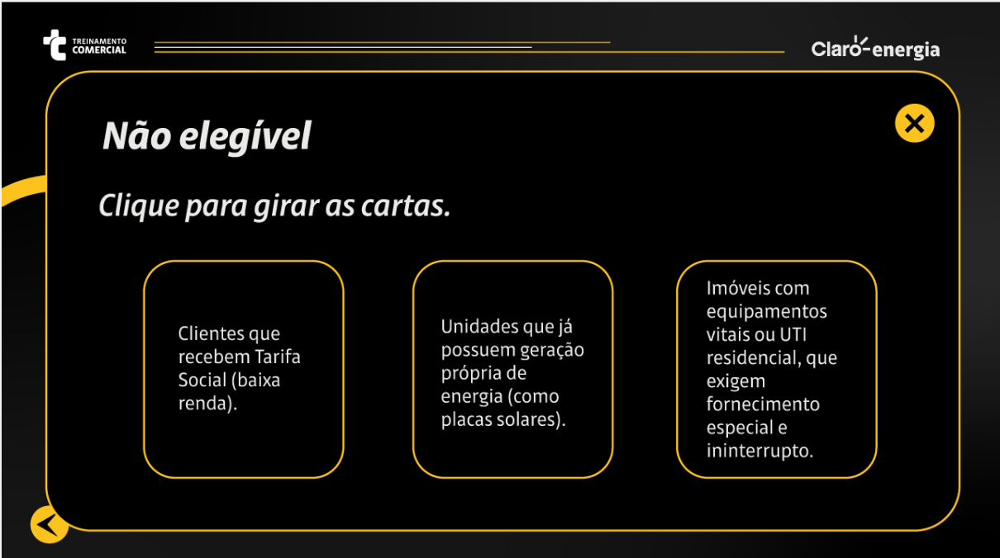 TREINAMENTO
COMERCIAL
Claro energia
Não elegível
Clique para girar as cartas.
Clientes que
recebem Tarifa
Social (baixa
renda).
Unidades que já
possuem geração
própria de
energia (como
placas solares).
Imóveis com
equipamentos
vitais ou UTI
residencial, que
exigem
fornecimento
especial e
ininterrupto.